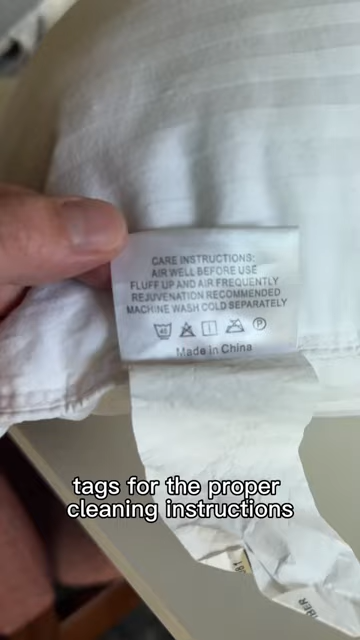 CARE INSTRUCTIONS:
AIR WELL BEFORE USE
FLUFF UP AND AIR FREQUENTLY
REJUVENATION RECOMMENDED
MACHINE WASH COLD SEPARATELY
Made in China
tags for the proper
cleaning instructions